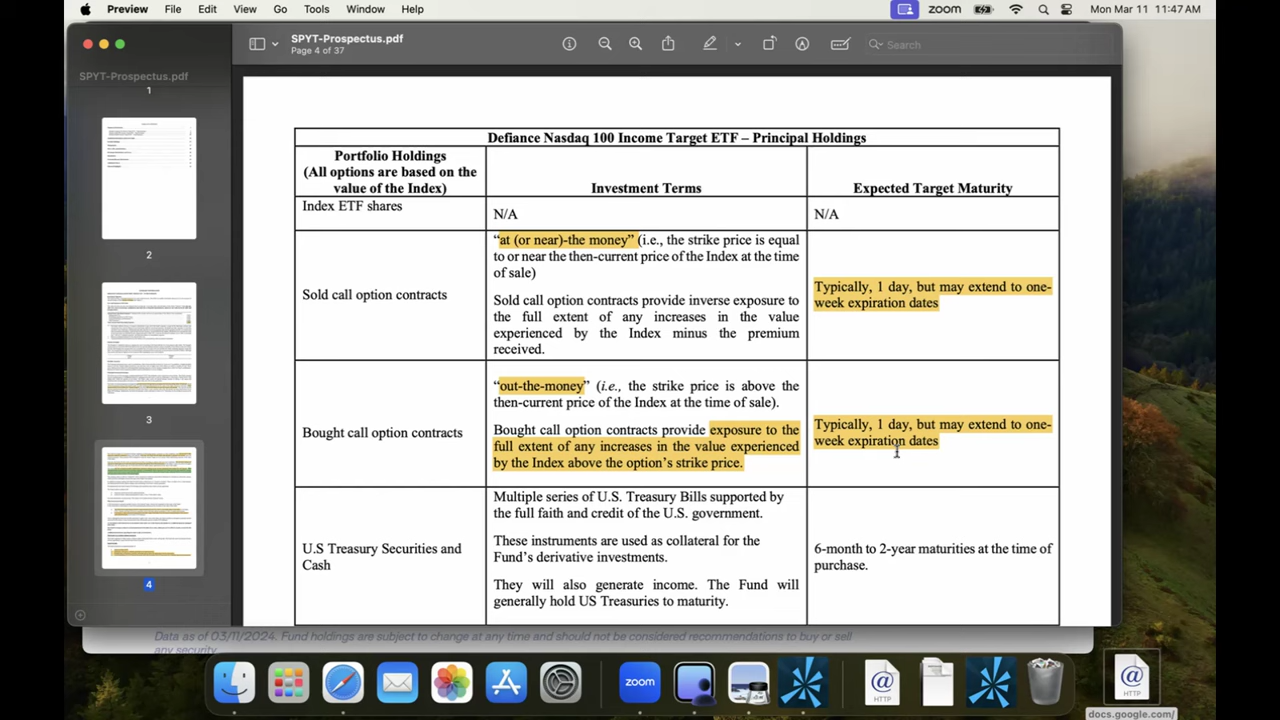 Preview File Edit View Go Tools Window Help zoom Mon Mar 11 11:47 AM
SPYT-Prospectus.pdf
Page 4 of 37
Search
SPYT-Prospectus.pdf
1
2
3
4
Defiance Nasdaq 100 Income Target ETF – Principal Holdings
Portfolio Holdings
(All options are based on the
value of the Index)
Investment Terms
Expected Target Maturity
Index ETF shares
N/A
N/A
Sold call option contracts
“at (or near)-the money” (i.e., the strike price is equal
to or near the then-current price of the Index at the time
of sale)
Sold call option contracts provide inverse exposure to
the full extent of any increases in the value
experienced by the Index minus the premium
received.
Typically, 1 day, but may extend to one-
week expiration dates
Bought call option contracts
“out-the-money” (i.e., the strike price is above the
then-current price of the Index at the time of sale).
Bought call option contracts provide exposure to the
full extent of any increases in the value experienced
by the Index above the option’s strike price.
Typically, 1 day, but may extend to one-
week expiration dates
U.S Treasury Securities and
Cash
Multiple series of U.S. Treasury Bills supported by
the full faith and credit of the U.S. government.
These instruments are used as collateral for the
Fund’s derivative investments.
They will also generate income. The Fund will
generally hold US Treasuries to maturity.
6-month to 2-year maturities at the time of
purchase.
Data as of 03/11/2024. Fund holdings are subject to change at any time and should not be considered recommendations to buy or sell
any security.
zoom
HTTP
HTTP
docs.google.com/